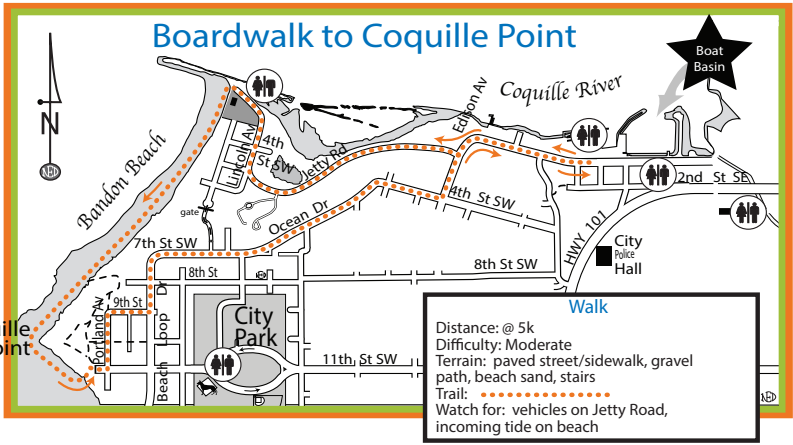 Boardwalk to Coquille Point
Boat
Basin
Coquille River
Edison Av
N
Bandon Beach
4th
St SW
Lincoln Av
Jetty Rd
2nd St SE
4th St SW
gate
Ocean Dr
HWY 101
7th St SW
City
Police
Hall
8th St
8th St SW
9th St
Portland Av
Beach Loop Dr
City
Park
uille
oint
11th St SW
Walk
Distance: @ 5k
Difficulty: Moderate
Terrain: paved street/sidewalk, gravel
path, beach sand, stairs
Trail:
Watch for: vehicles on Jetty Road,
incoming tide on beach